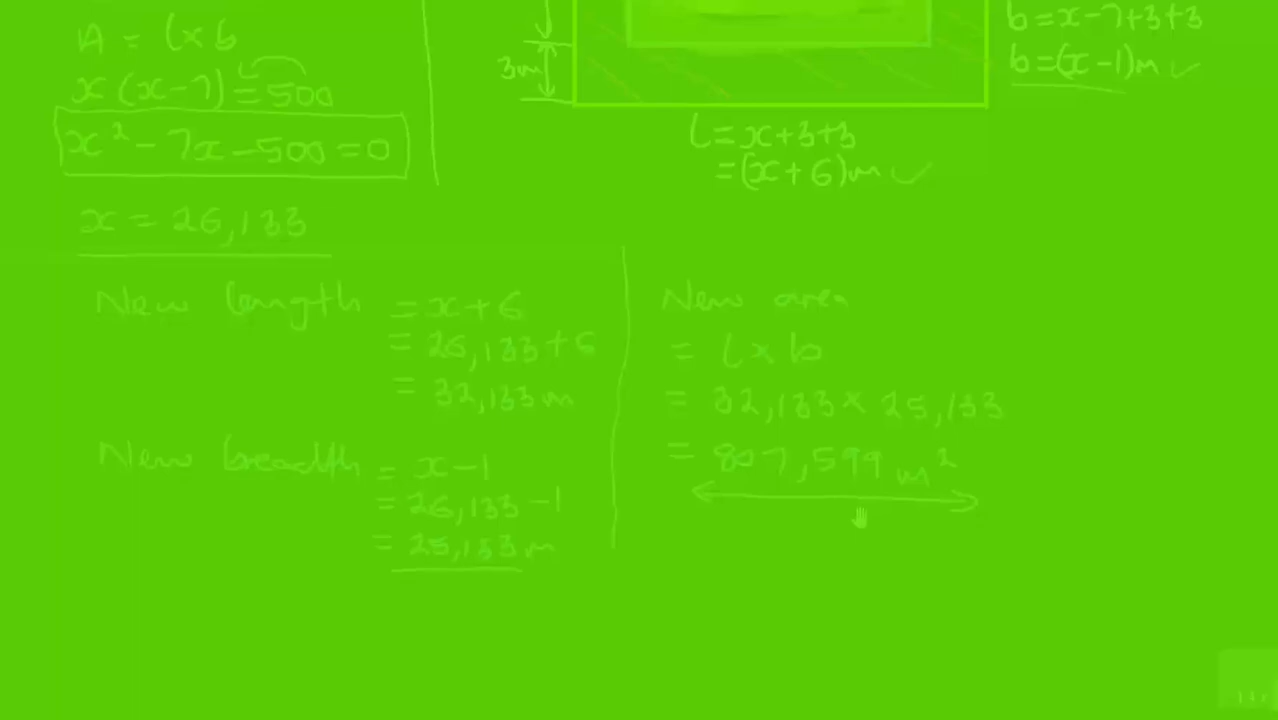 A = l x b
x(x-7) = 500
x² - 7x - 500 = 0
x = 26,133
3m
b = x-7+3+3
b = (x-1)m ✓
L = x+3+3
= (x+6)m ✓
New length = x+6
= 26,133+6
= 32,133m
New breadth = x-1
= 26,133-1
= 25,133m
New area
= l x b
= 32,133 x 25,133
= 807,599 m²